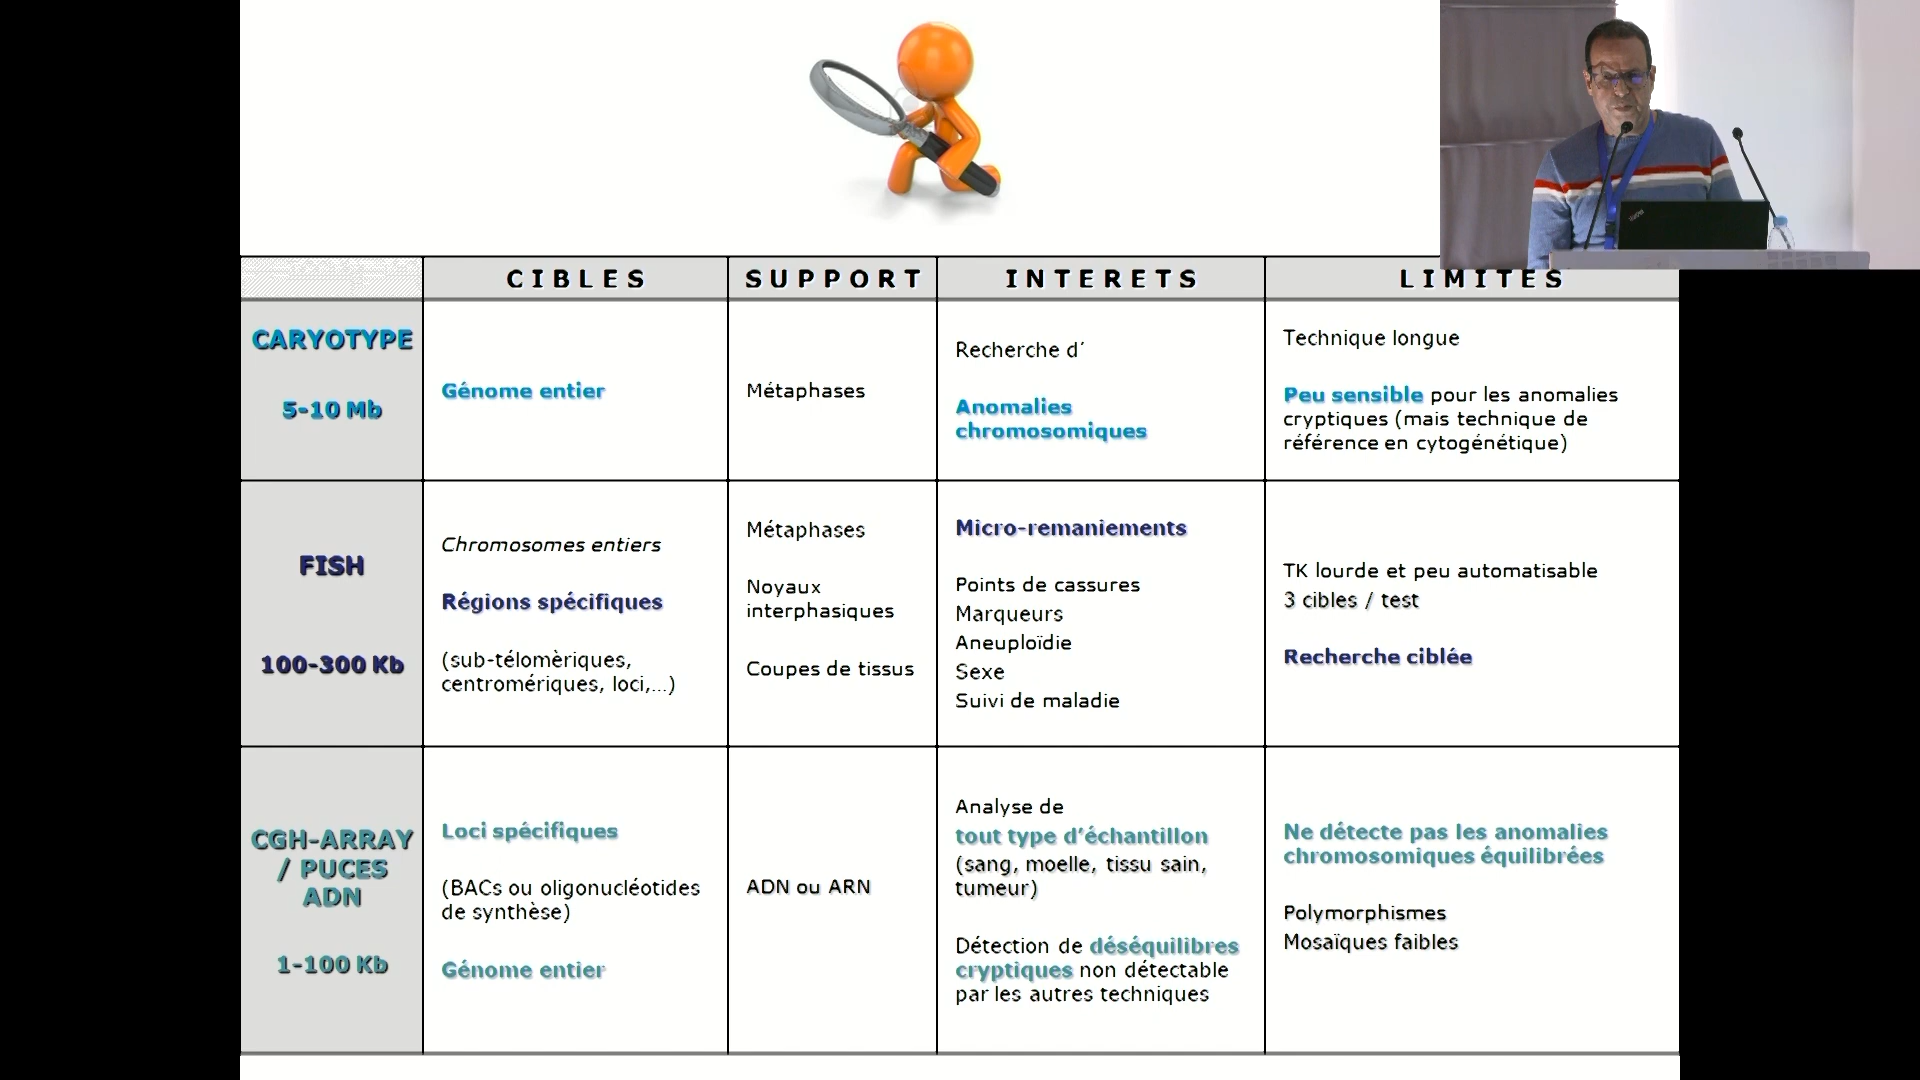 CIBLES
SUPPORT
INTERETS
LIMITES
CARYOTYPE
5-10 Mb
Génome entier
Métaphases
Recherche d’
Anomalies
chromosomiques
Technique longue
Peu sensible pour les anomalies
cryptiques (mais technique de
référence en cytogénétique)
FISH
100-300 Kb
Chromosomes entiers
Régions spécifiques
(sub-télomèriques,
centromériques, loci,...)
Métaphases
Noyaux
interphasiques
Coupes de tissus
Micro-remaniements
Points de cassures
Marqueurs
Aneuploïdie
Sexe
Suivi de maladie
TK lourde et peu automatisable
3 cibles / test
Recherche ciblée
CGH-ARRAY
/ PUCES
ADN
1-100 Kb
Loci spécifiques
(BACs ou oligonucléotides
de synthèse)
Génome entier
ADN ou ARN
Analyse de
tout type d’échantillon
(sang, moelle, tissu sain,
tumeur)
Détection de déséquilibres
cryptiques non détectable
par les autres techniques
Ne détecte pas les anomalies
chromosomiques équilibrées
Polymorphismes
Mosaïques faibles